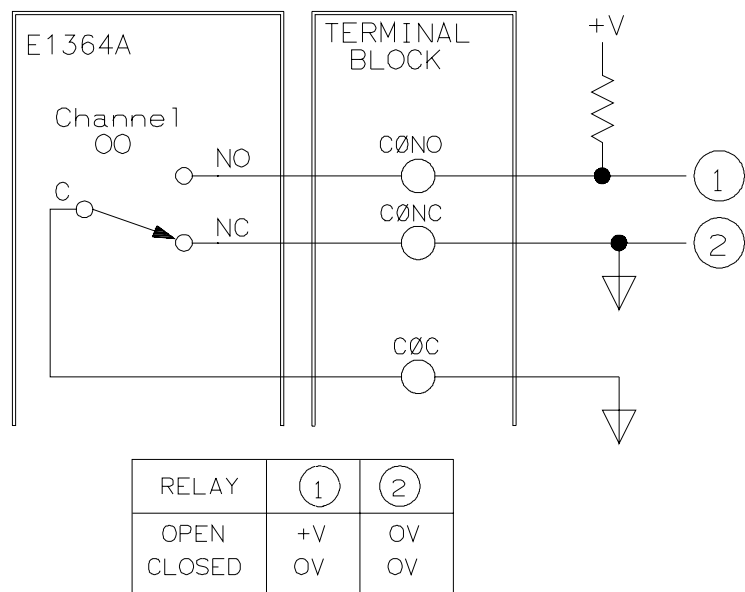 E1364A
TERMINAL
BLOCK
+V
Channel
00
C
NO
NC
CØNO
CØNC
CØC
1
2
RELAY 1 2
OPEN +V 0V
CLOSED 0V 0V